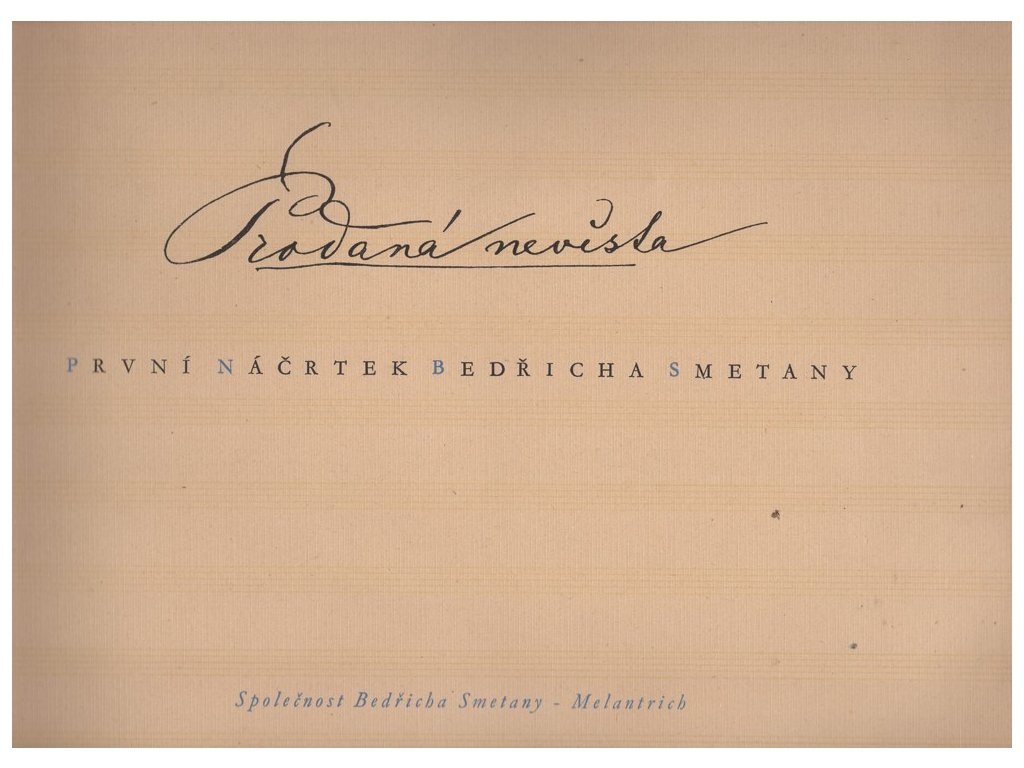 Prodaná nevěsta
PRVNÍ NÁČRTEK BEDŘICHA SMETANY
Společnost Bedřicha Smetany - Melantrich